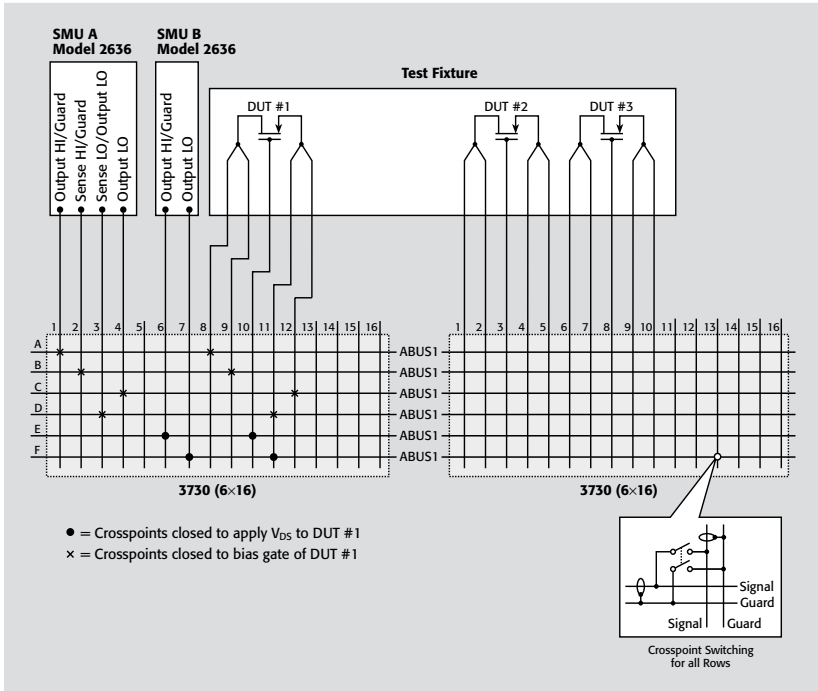 SMU A
Model 2636
SMU B
Model 2636
Test Fixture
Output HI/Guard
Sense HI/Guard
Sense LO/Output LO
Output LO
Output HI/Guard
Output LO
DUT #1
DUT #2
DUT #3
1 2 3 4 5 6 7 8 9 10 11 12 13 14 15 16
1 2 3 4 5 6 7 8 9 10 11 12 13 14 15 16
A
ABUS1
B
ABUS1
C
ABUS1
D
ABUS1
E
ABUS1
F
ABUS1
3730 (6×16)
3730 (6×16)
● = Crosspoints closed to apply VDS to DUT #1
× = Crosspoints closed to bias gate of DUT #1
Signal
Guard
Signal
Guard
Crosspoint Switching
for all Rows